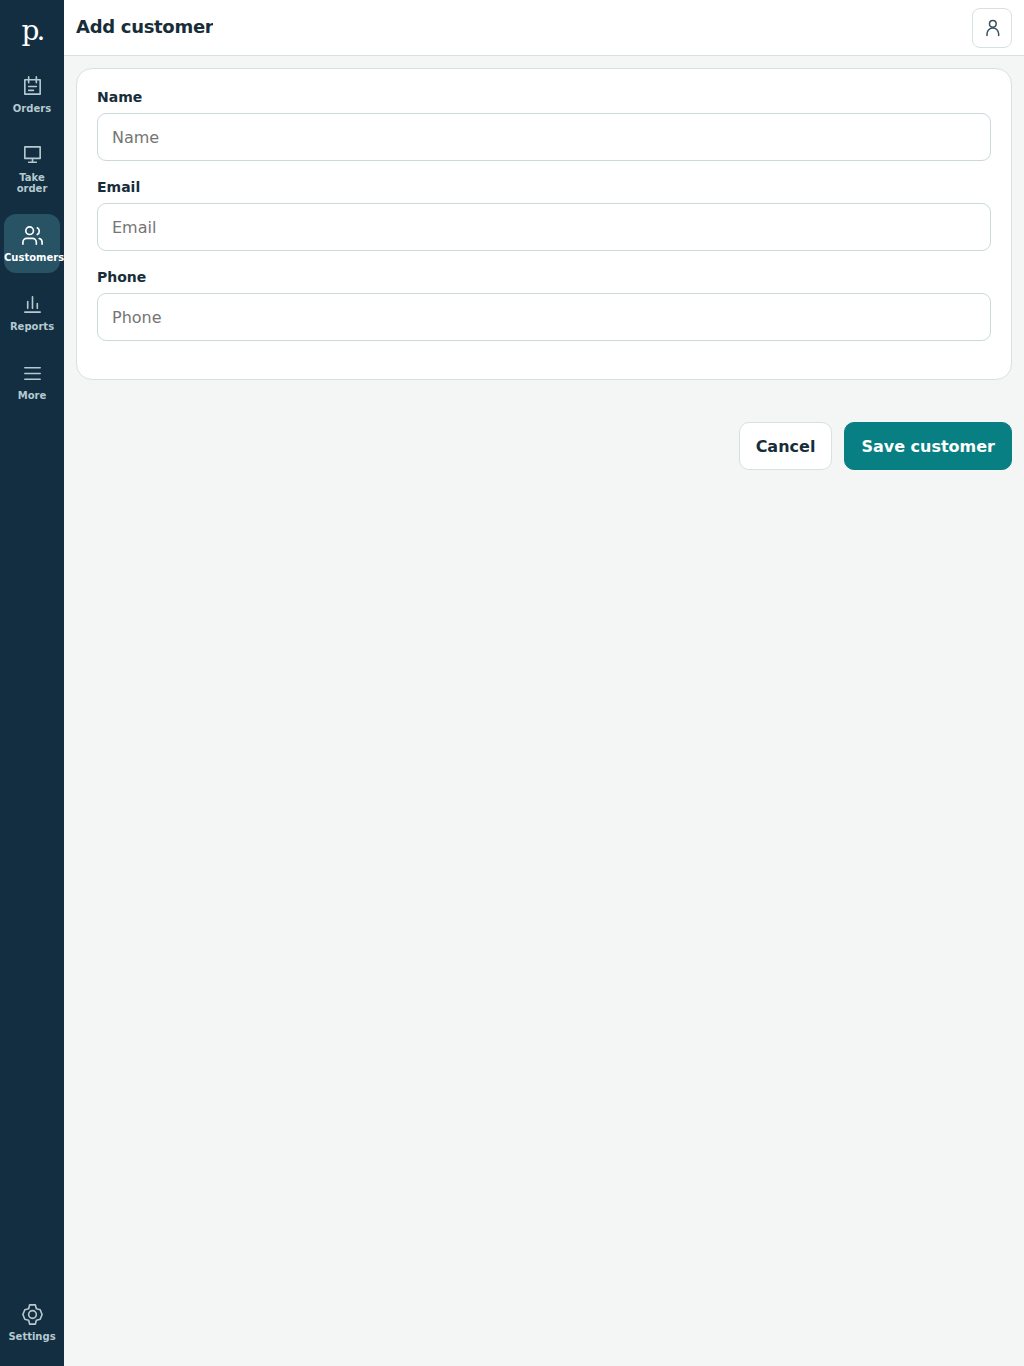 p.
Add customer
Orders
Take
order
Customers
Reports
More
Settings
Name
Name
Email
Email
Phone
Phone
Cancel
Save customer